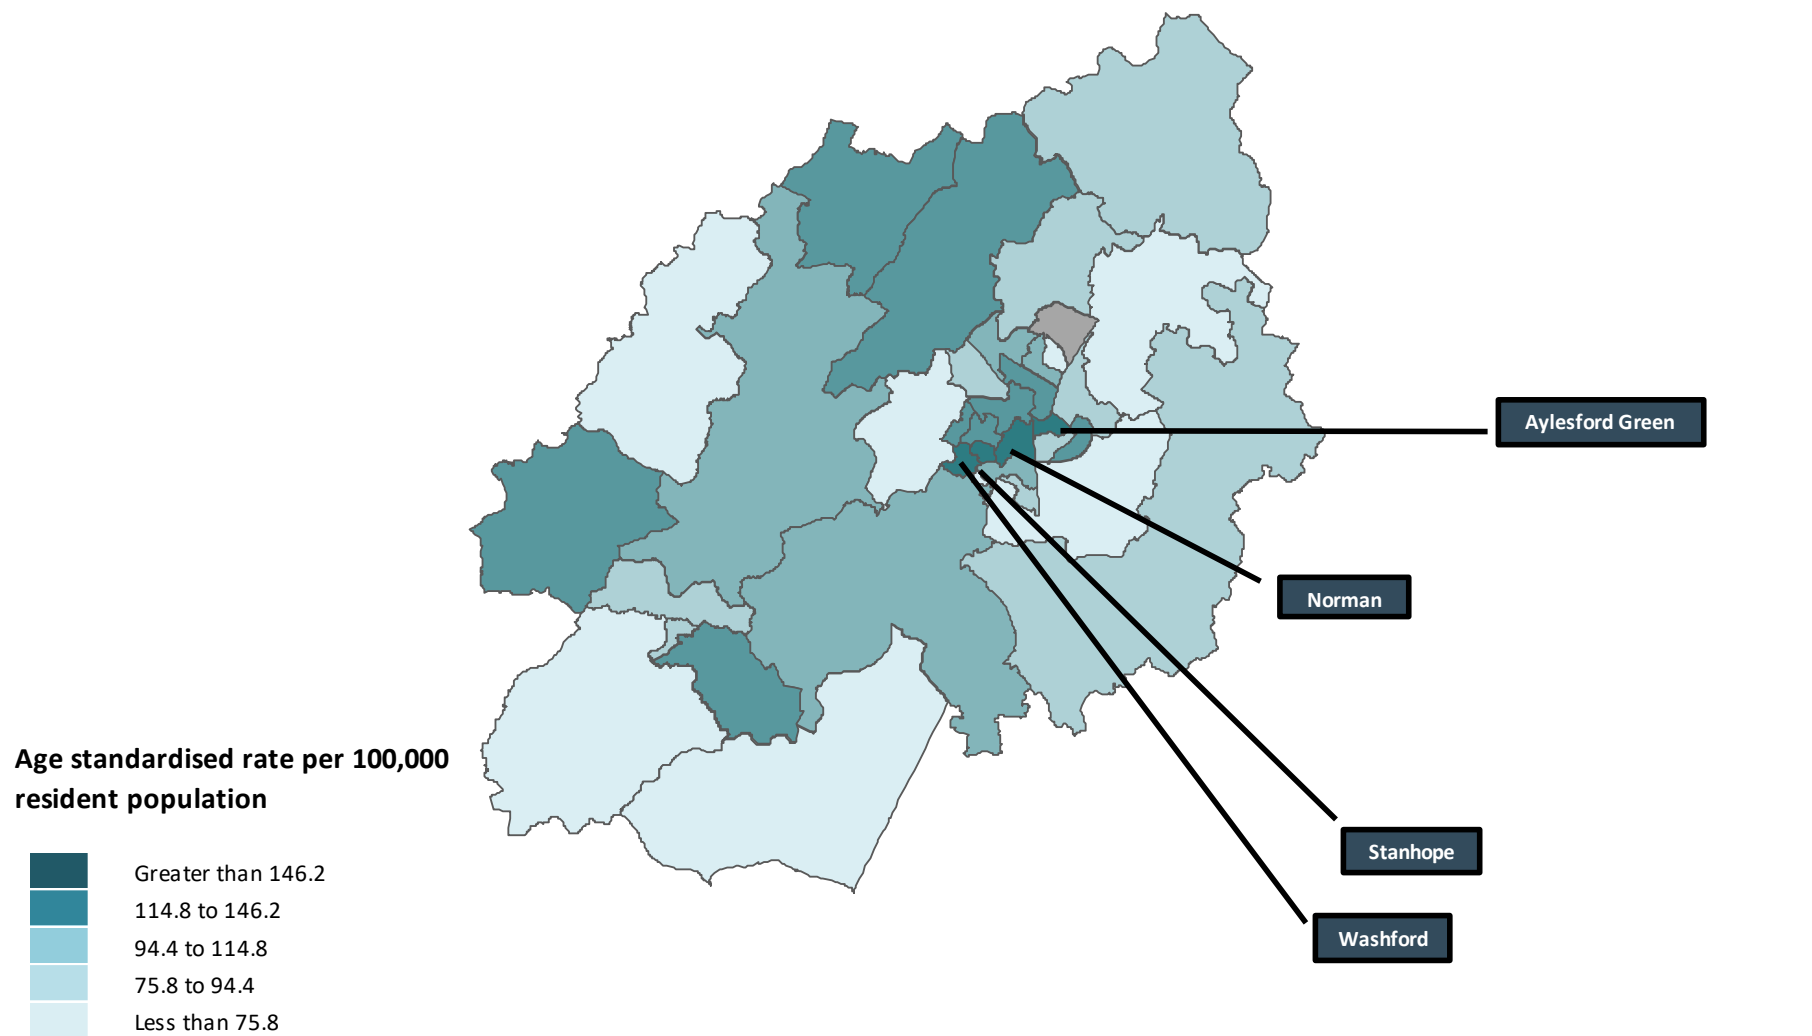 Aylesford Green
Norman
Stanhope
Washford
Age standardised rate per 100,000
resident population
Greater than 146.2
114.8 to 146.2
94.4 to 114.8
75.8 to 94.4
Less than 75.8